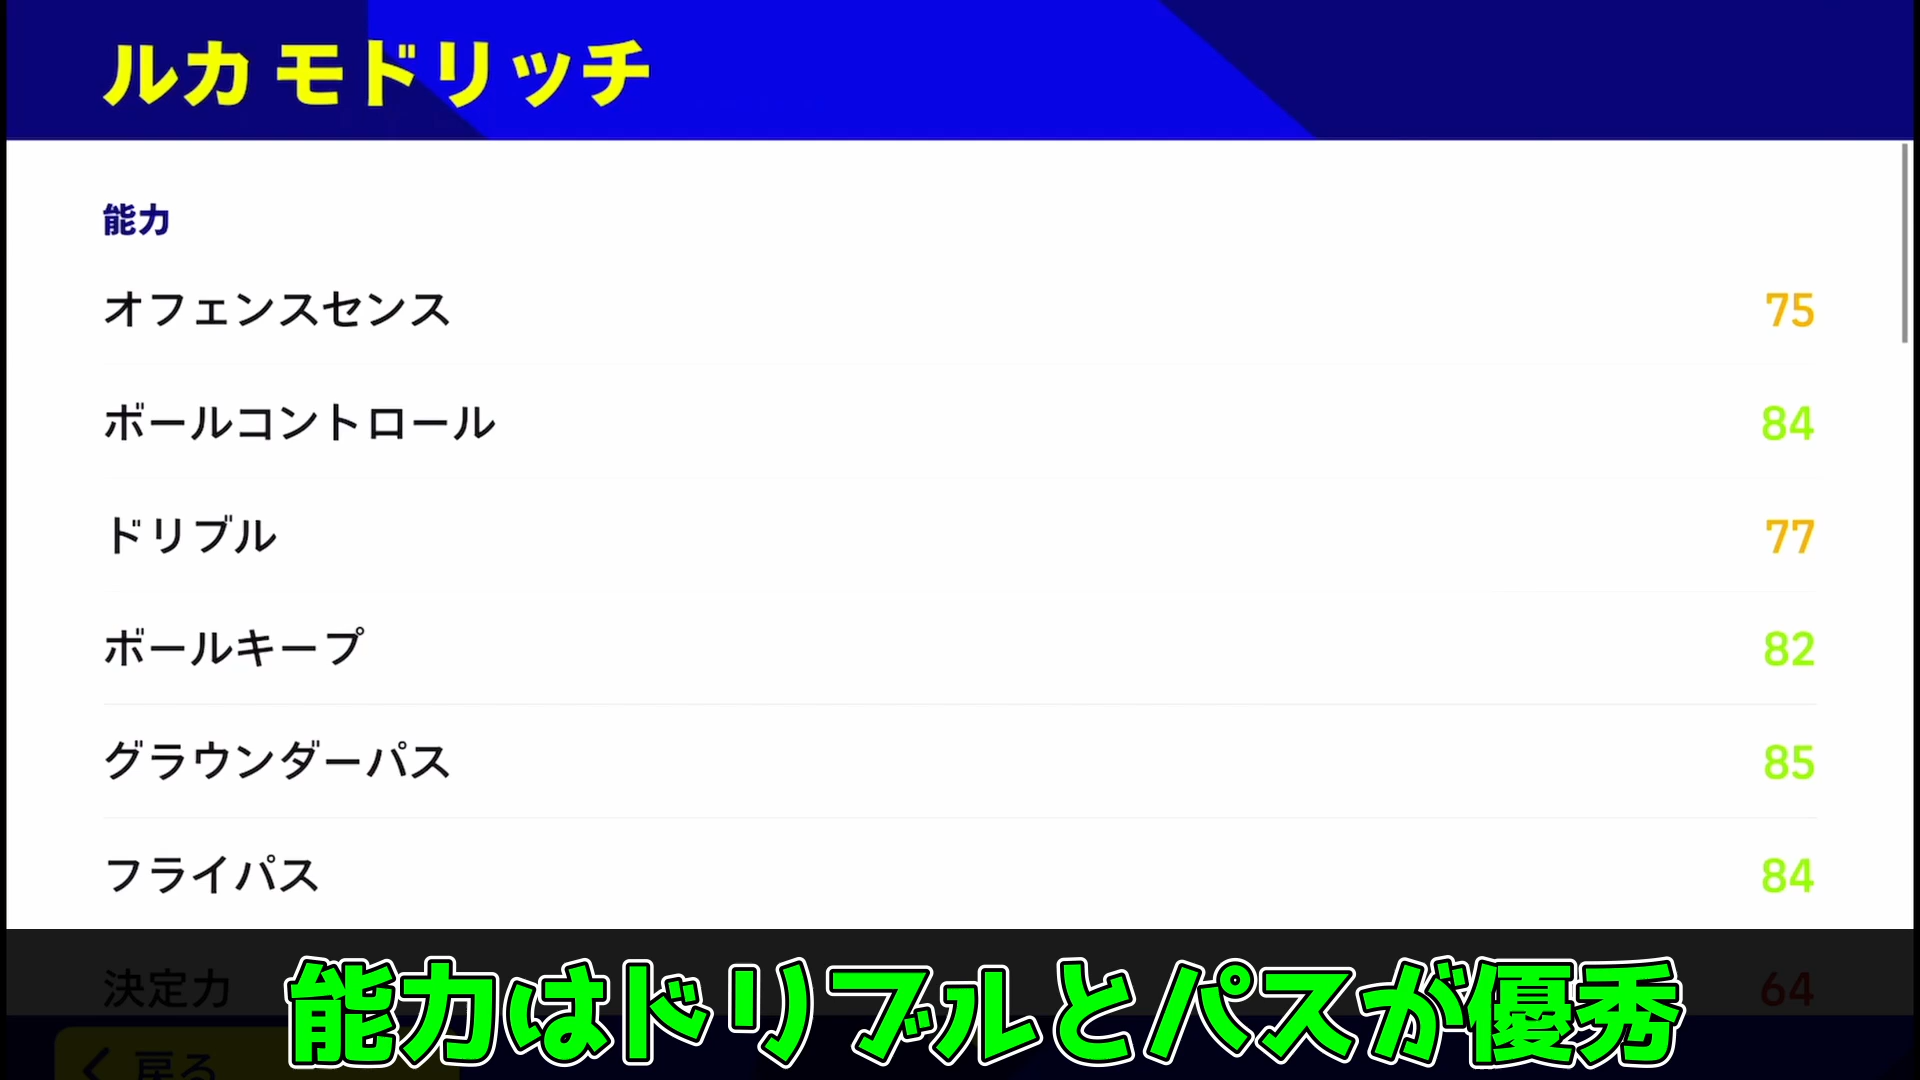 ルカ モドリッチ
能力
オフェンスセンス 75
ボールコントロール 84
ドリブル 77
ボールキープ 82
グラウンダーパス 85
フライパス 84
決定力 64
能力はドリブルとパスが優秀
戻る